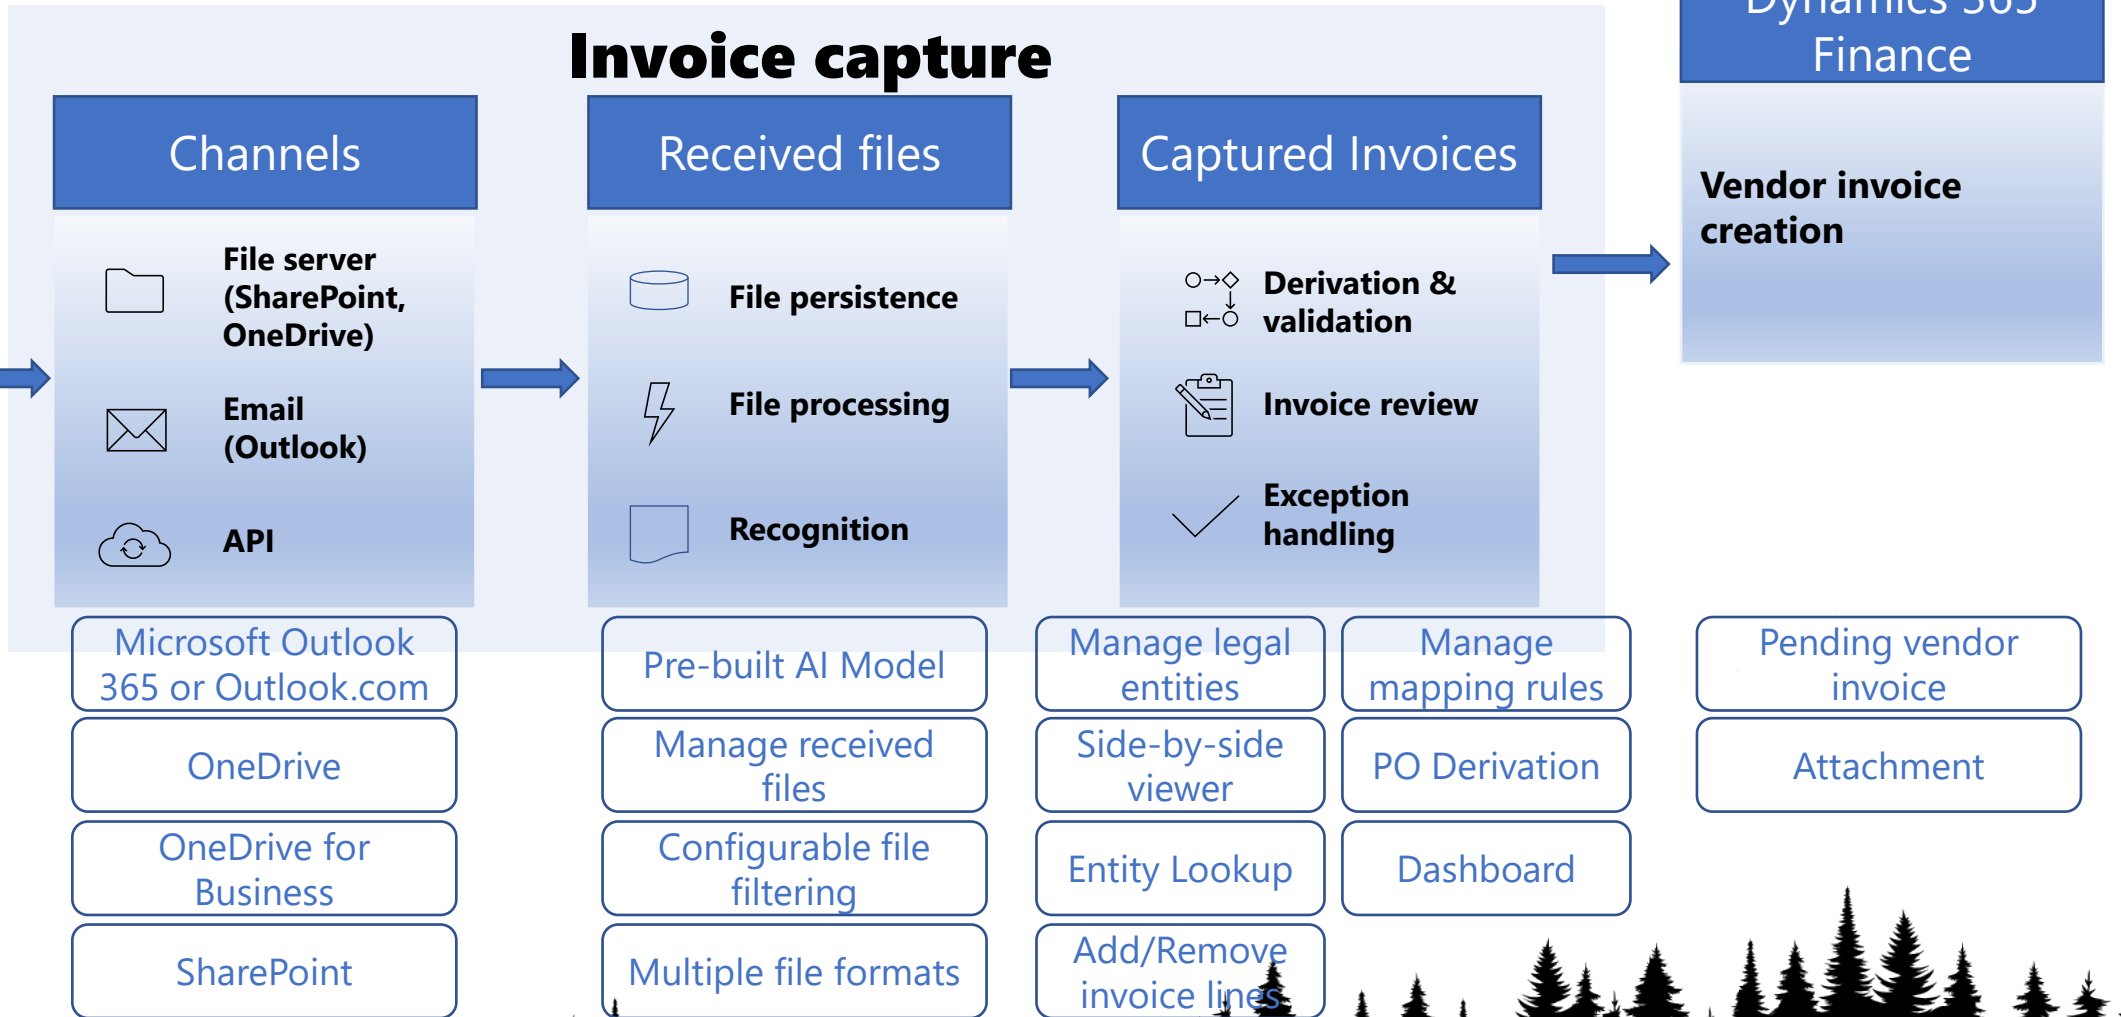 Invoice capture
Channels
File server
(SharePoint,
OneDrive)
Email
(Outlook)
API
Microsoft Outlook
365 or Outlook.com
OneDrive
OneDrive for
Business
SharePoint
Received files
File persistence
File processing
Recognition
Pre-built AI Model
Manage received
files
Configurable file
filtering
Multiple file formats
Captured Invoices
Derivation &
validation
Invoice review
Exception
handling
Manage legal
entities
Side-by-side
viewer
Entity Lookup
Add/Remove
invoice lines
Manage
mapping rules
PO Derivation
Dashboard
Dynamics 365
Finance
Vendor invoice
creation
Pending vendor
invoice
Attachment